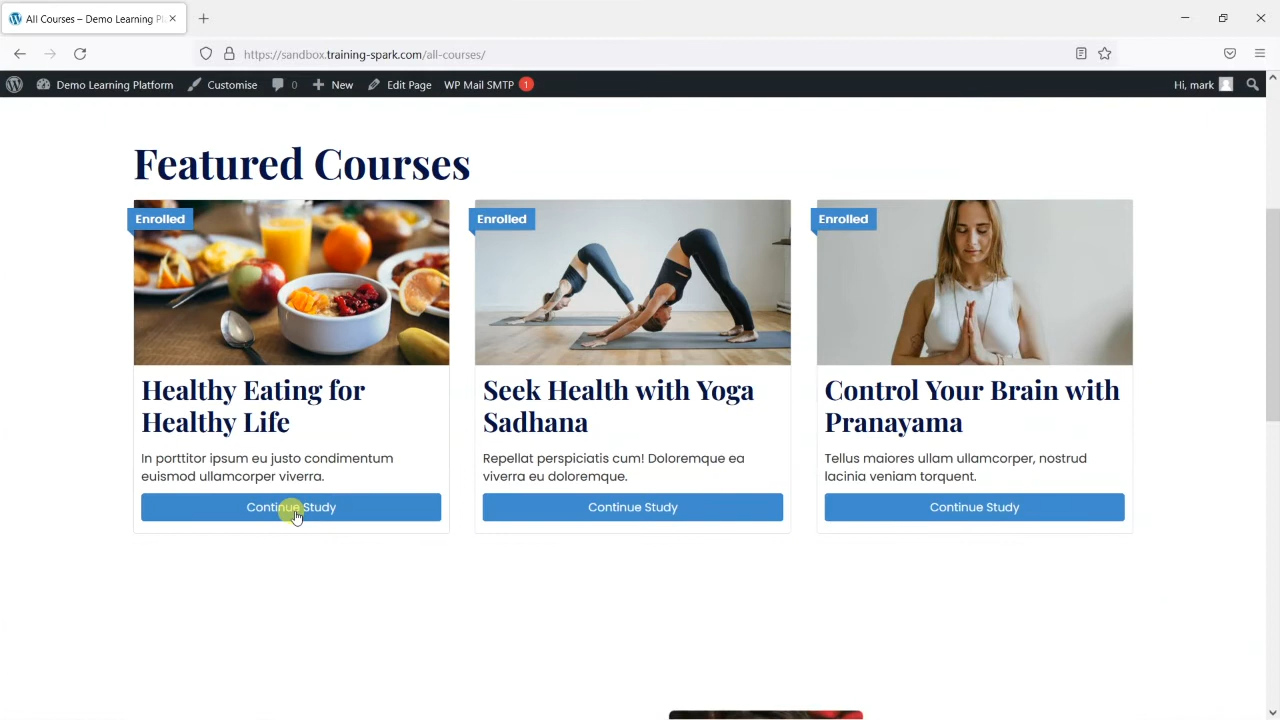 All Courses – Demo Learning Pl
https://sandbox.training-spark.com/all-courses/
Demo Learning Platform Customise 0 New Edit Page WP Mail SMTP 1 Hi, mark
Featured Courses
Enrolled
Healthy Eating for
Healthy Life
In porttitor ipsum eu justo condimentum
euismod ullamcorper viverra.
Continue Study
Enrolled
Seek Health with Yoga
Sadhana
Repellat perspiciatis cum! Doloremque ea
viverra eu doloremque.
Continue Study
Enrolled
Control Your Brain with
Pranayama
Tellus maiores ullam ullamcorper, nostrud
lacinia veniam torquent.
Continue Study